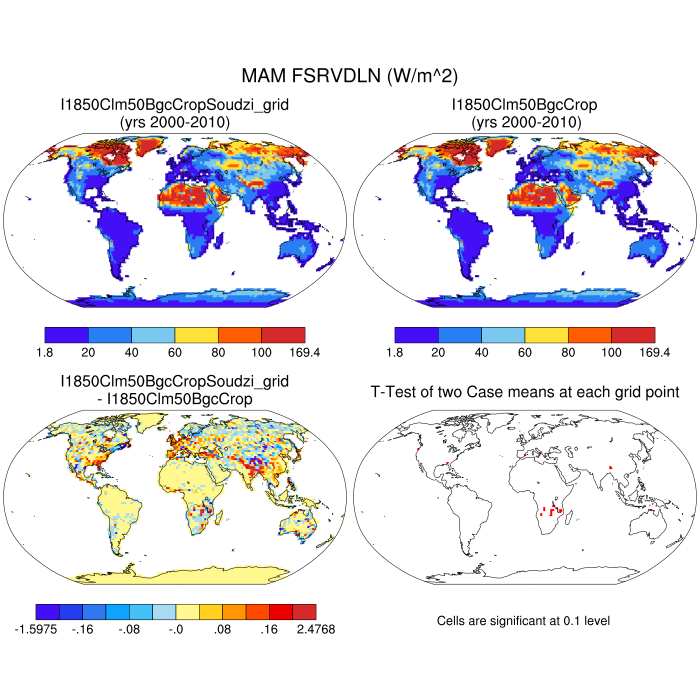 MAM FSRVDLN (W/m^2)
I1850Clm50BgcCropSoudzi_grid
(yrs 2000-2010)
I1850Clm50BgcCrop
(yrs 2000-2010)
1.8 20 40 60 80 100 169.4
1.8 20 40 60 80 100 169.4
I1850Clm50BgcCropSoudzi_grid
- I1850Clm50BgcCrop
T-Test of two Case means at each grid point
-1.5975 -.16 -.08 -.0 .08 .16 2.4768
Cells are significant at 0.1 level